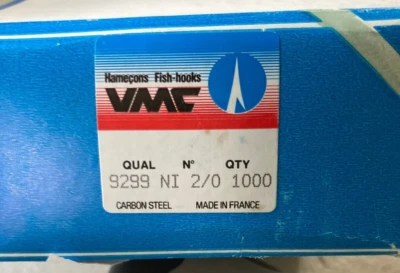 Hameçons Fish-hooks
VMC
QUAL N° QTY
9299 NI 2/0 1000
CARBON STEEL MADE IN FRANCE